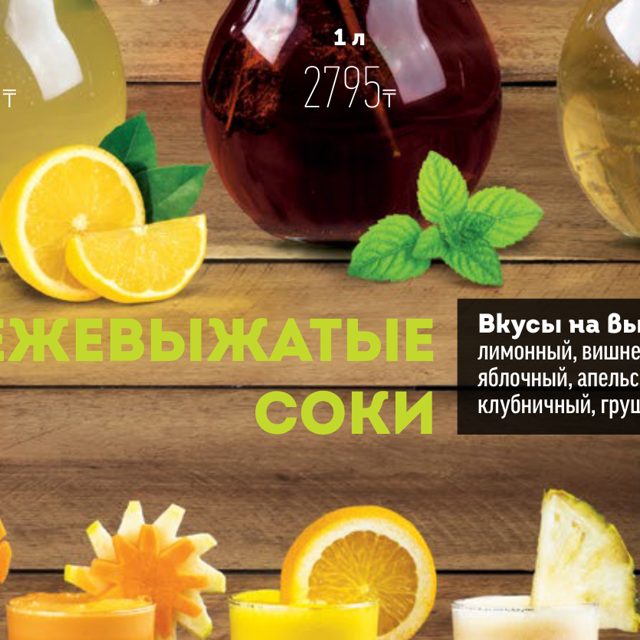 1 л
₸
2795₸
ЕЖЕВЫЖАТЫЕ
СОКИ
Вкусы на вы
лимонный, вишне
яблочный, апельс
клубничный, груш